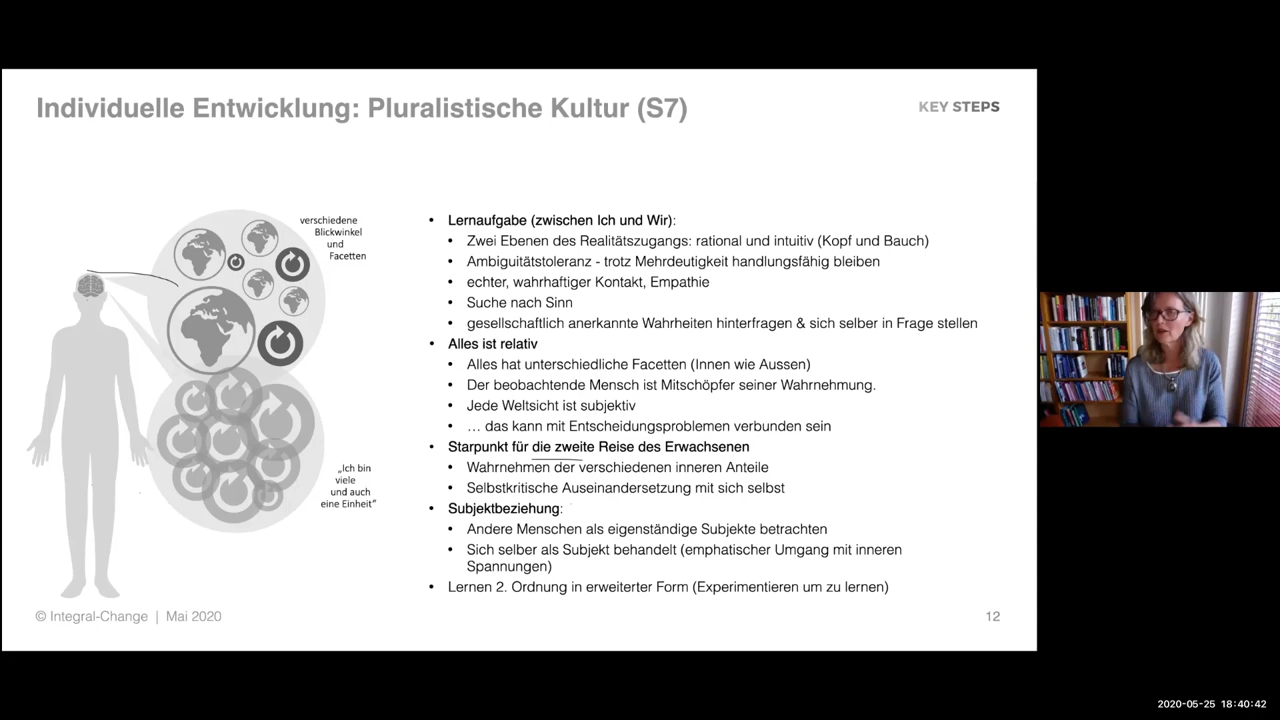 Individuelle Entwicklung: Pluralistische Kultur (S7)
KEY STEPS
verschiedene
Blickwinkel
und
Facetten
„Ich bin
viele
und auch
eine Einheit“
• Lernaufgabe (zwischen Ich und Wir):
• Zwei Ebenen des Realitätszugangs: rational und intuitiv (Kopf und Bauch)
• Ambiguitätstoleranz - trotz Mehrdeutigkeit handlungsfähig bleiben
• echter, wahrhaftiger Kontakt, Empathie
• Suche nach Sinn
• gesellschaftlich anerkannte Wahrheiten hinterfragen & sich selber in Frage stellen
• Alles ist relativ
• Alles hat unterschiedliche Facetten (Innen wie Aussen)
• Der beobachtende Mensch ist Mitschöpfer seiner Wahrnehmung.
• Jede Weltsicht ist subjektiv
• … das kann mit Entscheidungsproblemen verbunden sein
• Starpunkt für die zweite Reise des Erwachsenen
• Wahrnehmen der verschiedenen inneren Anteile
• Selbstkritische Auseinandersetzung mit sich selbst
• Subjektbeziehung:
• Andere Menschen als eigenständige Subjekte betrachten
• Sich selber als Subjekt behandelt (emphatischer Umgang mit inneren
Spannungen)
• Lernen 2. Ordnung in erweiterter Form (Experimentieren um zu lernen)
© Integral-Change | Mai 2020
12
2020-05-25 18:40:42